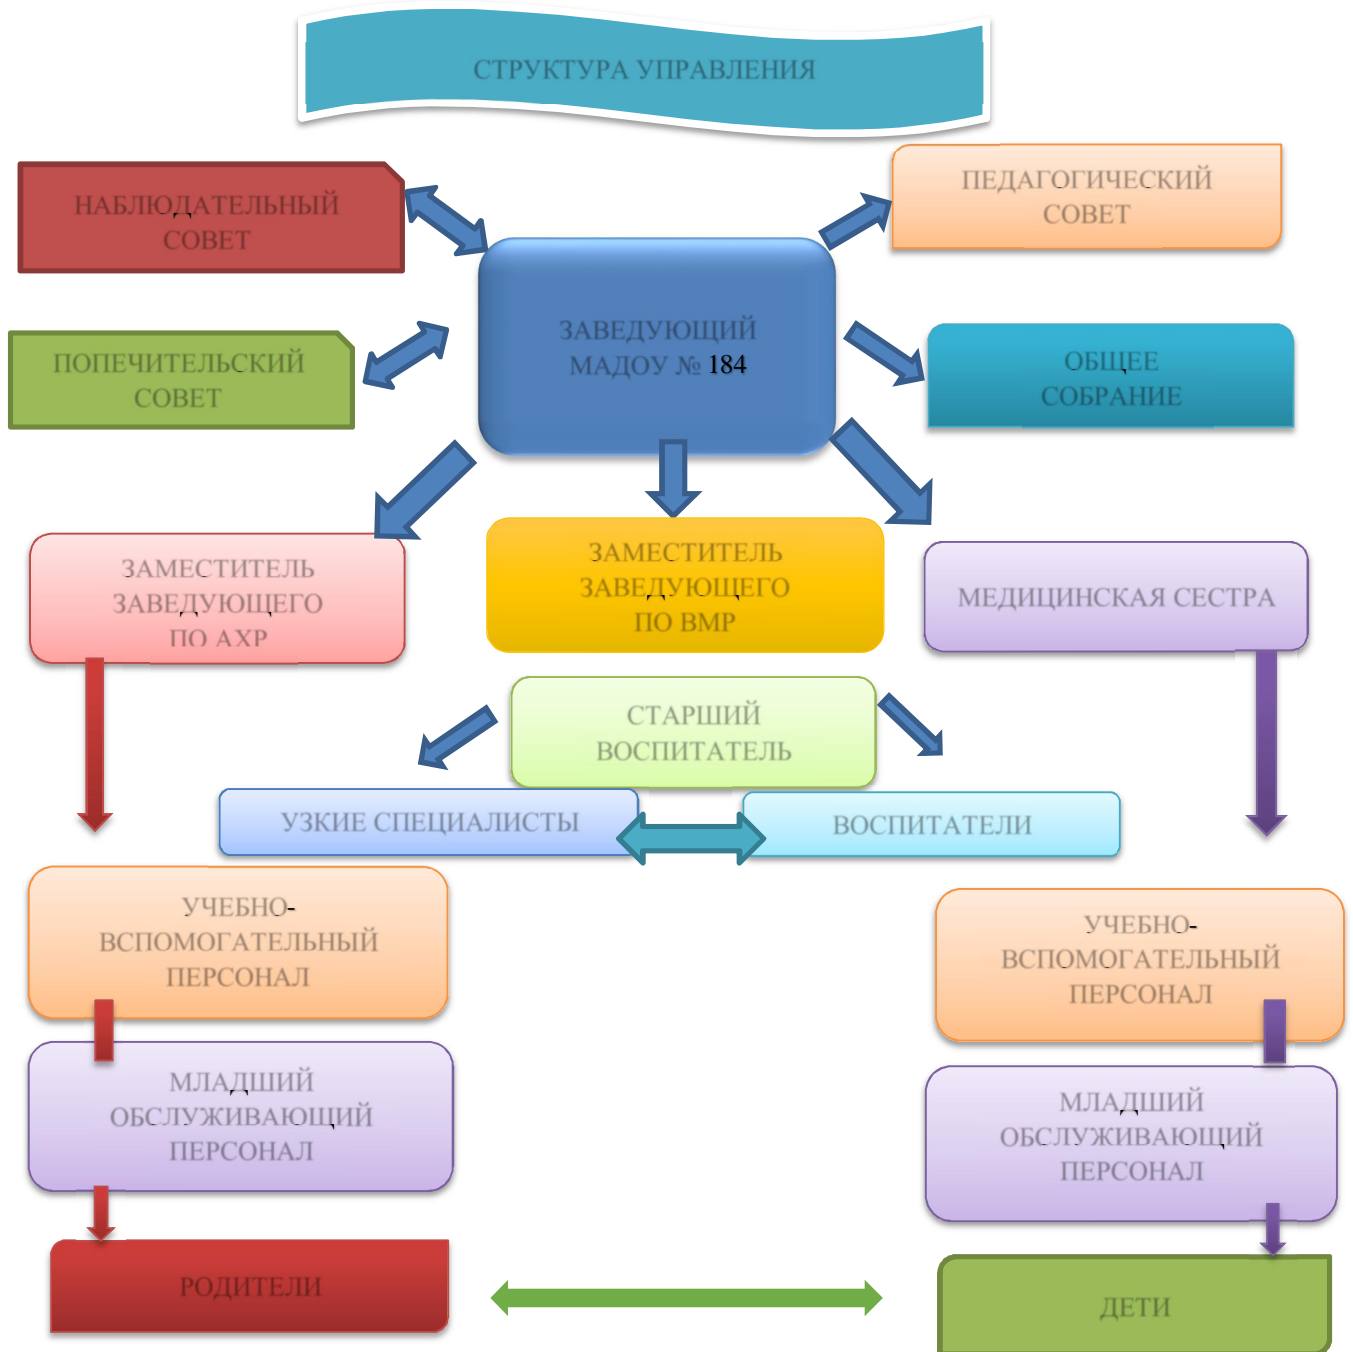 СТРУКТУРА УПРАВЛЕНИЯ
НАБЛЮДАТЕЛЬНЫЙ
СОВЕТ
ПЕДАГОГИЧЕСКИЙ
СОВЕТ
ЗАВЕДУЮЩИЙ
МАДОУ № 184
ПОПЕЧИТЕЛЬСКИЙ
СОВЕТ
ОБЩЕЕ
СОБРАНИЕ
ЗАМЕСТИТЕЛЬ
ЗАВЕДУЮЩЕГО
ПО АХР
ЗАМЕСТИТЕЛЬ
ЗАВЕДУЮЩЕГО
ПО ВМР
МЕДИЦИНСКАЯ СЕСТРА
СТАРШИЙ
ВОСПИТАТЕЛЬ
УЗКИЕ СПЕЦИАЛИСТЫ
ВОСПИТАТЕЛИ
УЧЕБНО-
ВСПОМОГАТЕЛЬНЫЙ
ПЕРСОНАЛ
УЧЕБНО-
ВСПОМОГАТЕЛЬНЫЙ
ПЕРСОНАЛ
МЛАДШИЙ
ОБСЛУЖИВАЮЩИЙ
ПЕРСОНАЛ
МЛАДШИЙ
ОБСЛУЖИВАЮЩИЙ
ПЕРСОНАЛ
РОДИТЕЛИ
ДЕТИ